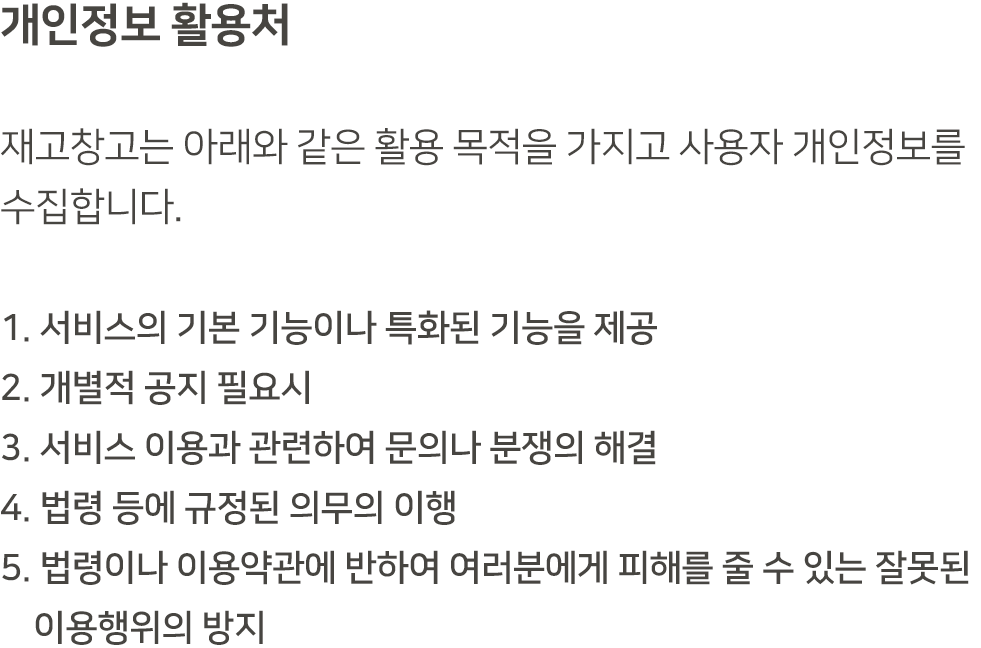 개인정보 활용처
재고창고는 아래와 같은 활용 목적을 가지고 사용자 개인정보를
수집합니다.
1. 서비스의 기본 기능이나 특화된 기능을 제공
2. 개별적 공지 필요시
3. 서비스 이용과 관련하여 문의나 분쟁의 해결
4. 법령 등에 규정된 의무의 이행
5. 법령이나 이용약관에 반하여 여러분에게 피해를 줄 수 있는 잘못된
이용행위의 방지